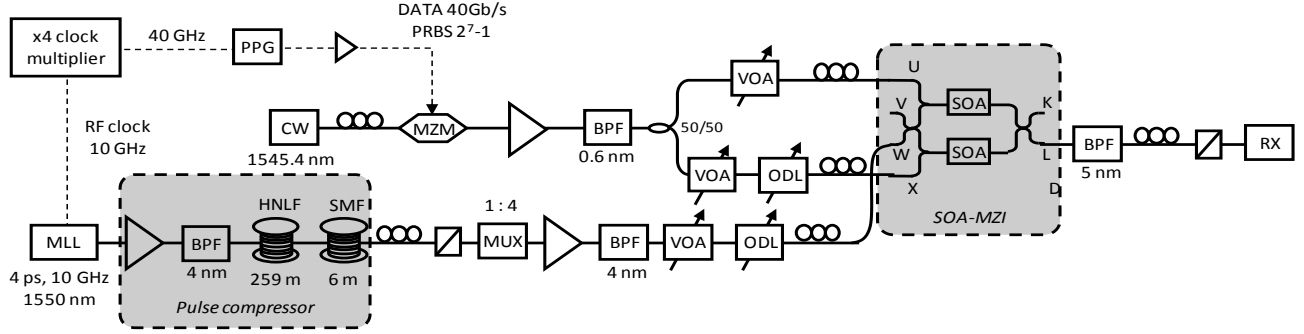 DATA 40Gb/s
PRBS 2⁷-1
x4 clock
multiplier
40 GHz
PPG
RF clock
10 GHz
CW
1545.4 nm
MZM
BPF
0.6 nm
50/50
VOA
VOA
ODL
U
V
W
X
SOA
SOA
K
L
D
SOA-MZI
BPF
5 nm
RX
MLL
4 ps, 10 GHz
1550 nm
BPF
4 nm
HNLF
259 m
SMF
6 m
Pulse compressor
1 : 4
MUX
BPF
4 nm
VOA
ODL